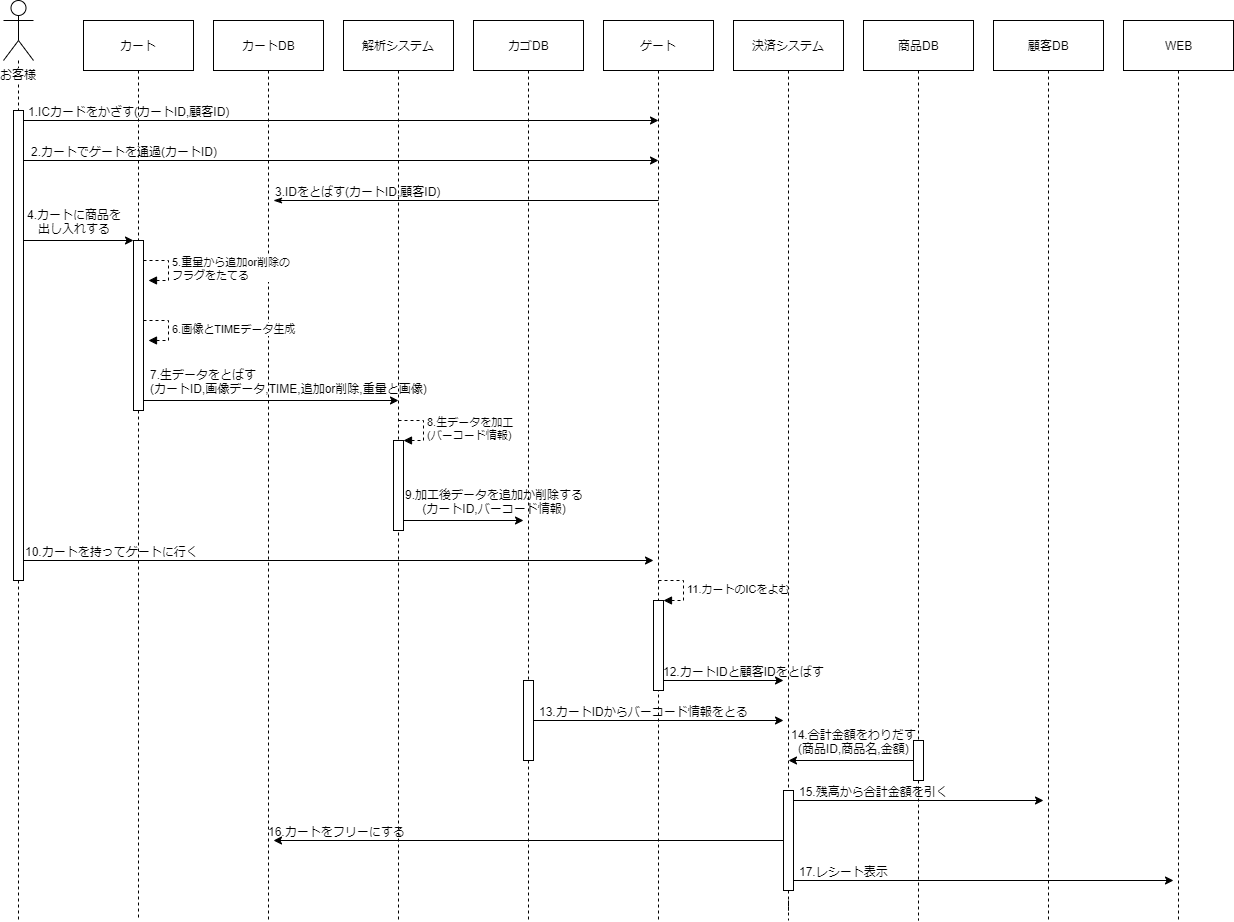 お客様
カート
カートDB
解析システム
カゴDB
ゲート
決済システム
商品DB
顧客DB
WEB
1.ICカードをかざす(カートID,顧客ID)
2.カートでゲートを通過(カートID)
3.IDをとばす(カートID,顧客ID)
4.カートに商品を
出し入れする
5.重量から追加or削除の
フラグをたてる
6.画像とTIMEデータ生成
7.生データをとばす
(カートID,画像データ,TIME,追加or削除,重量と画像)
8.生データを加工
(バーコード情報)
9.加工後データを追加か削除する
(カートID,バーコード情報)
10.カートを持ってゲートに行く
11.カートのICをよむ
12.カートIDと顧客IDをとばす
13.カートIDからバーコード情報をとる
14.合計金額をわりだす
(商品ID,商品名,金額)
15.残高から合計金額を引く
16.カートをフリーにする
17.レシート表示